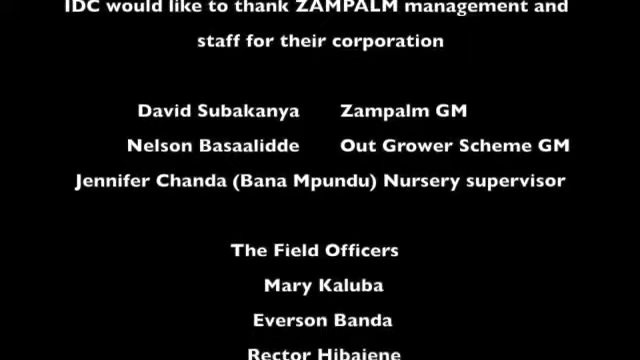 IDC would like to thank ZAMPALM management and
staff for their corporation
David Subakanya Zampalm GM
Nelson Basaalidde Out Grower Scheme GM
Jennifer Chanda (Bana Mpundu) Nursery supervisor
The Field Officers
Mary Kaluba
Everson Banda
Rector Hibajene